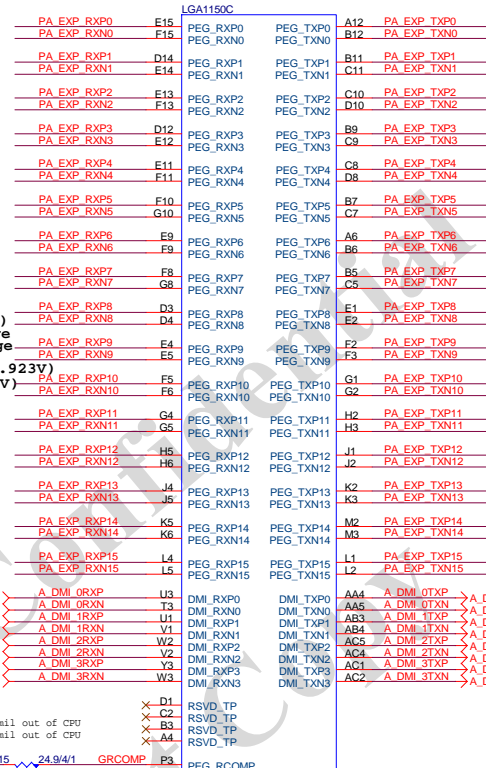 LGA1150C
PA_EXP_RXP0 E15 PEG_RXP0 PEG_TXP0 A12 PA_EXP_TXP0
PA_EXP_RXN0 F15 PEG_RXN0 PEG_TXN0 B12 PA_EXP_TXN0
PA_EXP_RXP1 D14 PEG_RXP1 PEG_TXP1 B11 PA_EXP_TXP1
PA_EXP_RXN1 E14 PEG_RXN1 PEG_TXN1 C11 PA_EXP_TXN1
PA_EXP_RXP2 E13 PEG_RXP2 PEG_TXP2 C10 PA_EXP_TXP2
PA_EXP_RXN2 F13 PEG_RXN2 PEG_TXN2 D10 PA_EXP_TXN2
PA_EXP_RXP3 D12 PEG_RXP3 PEG_TXP3 B9 PA_EXP_TXP3
PA_EXP_RXN3 E12 PEG_RXN3 PEG_TXN3 C9 PA_EXP_TXN3
PA_EXP_RXP4 E11 PEG_RXP4 PEG_TXP4 C8 PA_EXP_TXP4
PA_EXP_RXN4 F11 PEG_RXN4 PEG_TXN4 D8 PA_EXP_TXN4
PA_EXP_RXP5 F10 PEG_RXP5 PEG_TXP5 B7 PA_EXP_TXP5
PA_EXP_RXN5 G10 PEG_RXN5 PEG_TXN5 C7 PA_EXP_TXN5
PA_EXP_RXP6 E9 PEG_RXP6 PEG_TXP6 A6 PA_EXP_TXP6
PA_EXP_RXN6 F9 PEG_RXN6 PEG_TXN6 B6 PA_EXP_TXN6
PA_EXP_RXP7 F8 PEG_RXP7 PEG_TXP7 B5 PA_EXP_TXP7
PA_EXP_RXN7 G8 PEG_RXN7 PEG_TXN7 C5 PA_EXP_TXN7
PA_EXP_RXP8 D3 PEG_RXP8 PEG_TXP8 E1 PA_EXP_TXP8
) PA_EXP_RXN8 D4 PEG_RXN8 PEG_TXN8 E2 PA_EXP_TXN8
PA_EXP_RXP9 E4 PEG_RXP9 PEG_TXP9 F2 PA_EXP_TXP9
PA_EXP_RXN9 E5 PEG_RXN9 PEG_TXN9 F3 PA_EXP_TXN9
.923V)
PA_EXP_RXP10 F5 PEG_RXP10 PEG_TXP10 G1 PA_EXP_TXP10
V) PA_EXP_RXN10 F6 PEG_RXN10 PEG_TXN10 G2 PA_EXP_TXN10
PA_EXP_RXP11 G4 PEG_RXP11 PEG_TXP11 H2 PA_EXP_TXP11
PA_EXP_RXN11 G5 PEG_RXN11 PEG_TXN11 H3 PA_EXP_TXN11
PA_EXP_RXP12 H5 PEG_RXP12 PEG_TXP12 J1 PA_EXP_TXP12
PA_EXP_RXN12 H6 PEG_RXN12 PEG_TXN12 J2 PA_EXP_TXN12
PA_EXP_RXP13 J4 PEG_RXP13 PEG_TXP13 K2 PA_EXP_TXP13
PA_EXP_RXN13 J5 PEG_RXN13 PEG_TXN13 K3 PA_EXP_TXN13
PA_EXP_RXP14 K5 PEG_RXP14 PEG_TXP14 M2 PA_EXP_TXP14
PA_EXP_RXN14 K6 PEG_RXN14 PEG_TXN14 M3 PA_EXP_TXN14
PA_EXP_RXP15 L4 PEG_RXP15 PEG_TXP15 L1 PA_EXP_TXP15
PA_EXP_RXN15 L5 PEG_RXN15 PEG_TXN15 L2 PA_EXP_TXN15
A_DMI_0RXP U3 DMI_RXP0 DMI_TXP0 AA4 A_DMI_0TXP
A_DMI_0RXN T3 DMI_RXN0 DMI_TXN0 AA5 A_DMI_0TXN
A_DMI_1RXP U1 DMI_RXP1 DMI_TXP1 AB3 A_DMI_1TXP
A_DMI_1RXN V1 DMI_RXN1 DMI_TXN1 AB4 A_DMI_1TXN
A_DMI_2RXP W2 DMI_RXP2 DMI_TXP2 AC5 A_DMI_2TXP
A_DMI_2RXN V2 DMI_RXN2 DMI_TXN2 AC4 A_DMI_2TXN
A_DMI_3RXP Y3 DMI_RXP3 DMI_TXP3 AC1 A_DMI_3TXP
A_DMI_3RXN W3 DMI_RXN3 DMI_TXN3 AC2 A_DMI_3TXN
D1 RSVD_TP
C2 RSVD_TP
mil out of CPU B3 RSVD_TP
mil out of CPU A4 RSVD_TP
15 24.9/4/1 GRCOMP P3 PEG_RCOMP
Confidential
Copy